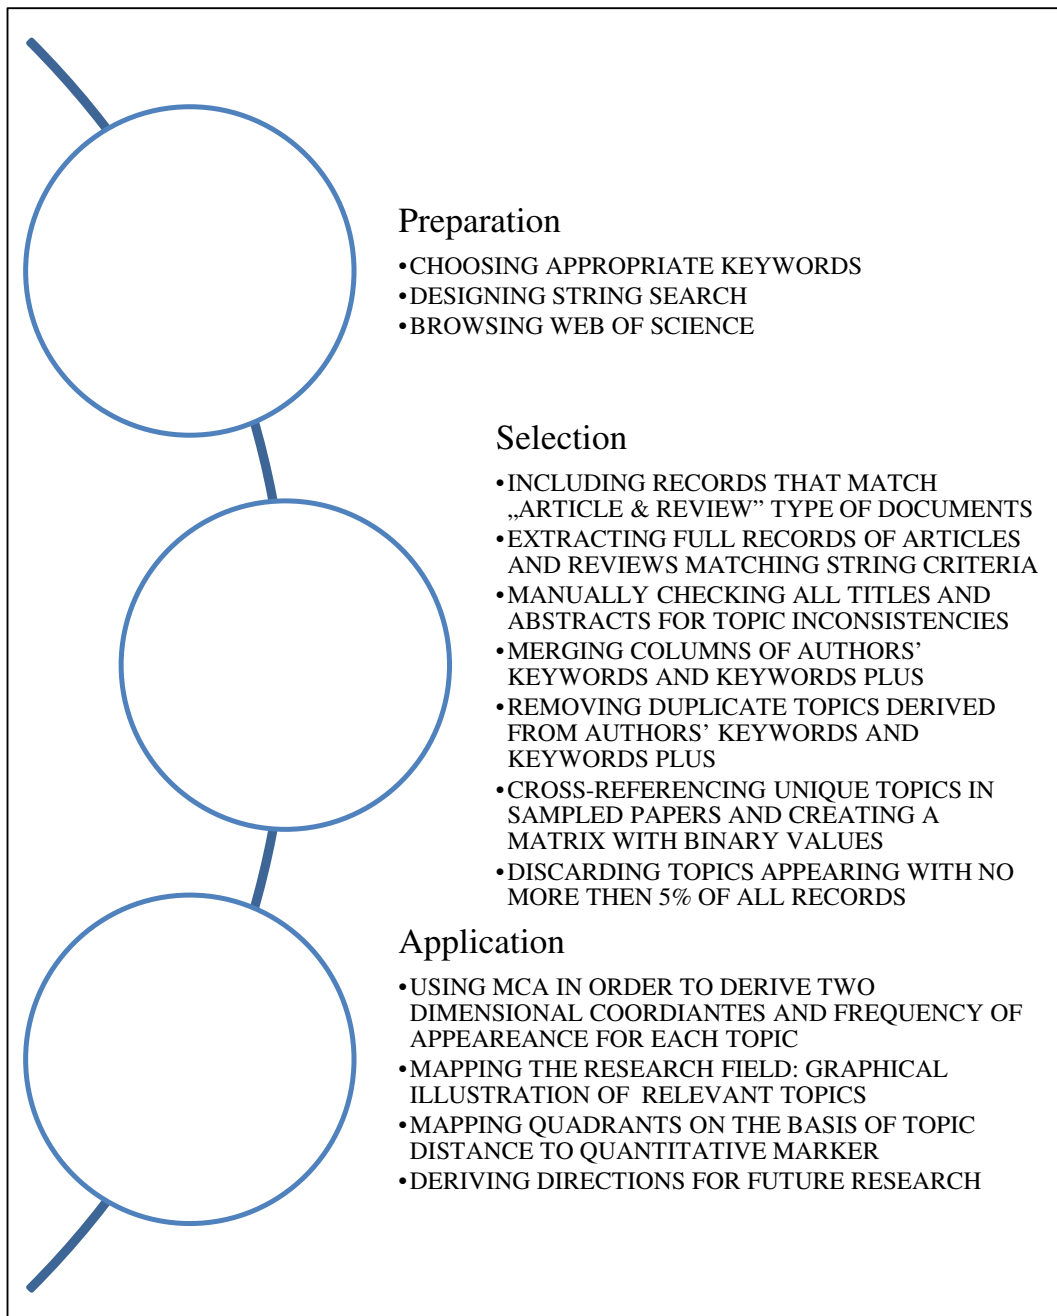 Preparation
•CHOOSING APPROPRIATE KEYWORDS
•DESIGNING STRING SEARCH
•BROWSING WEB OF SCIENCE
Selection
•INCLUDING RECORDS THAT MATCH
„ARTICLE & REVIEW” TYPE OF DOCUMENTS
•EXTRACTING FULL RECORDS OF ARTICLES
AND REVIEWS MATCHING STRING CRITERIA
•MANUALLY CHECKING ALL TITLES AND
ABSTRACTS FOR TOPIC INCONSISTENCIES
•MERGING COLUMNS OF AUTHORS’
KEYWORDS AND KEYWORDS PLUS
•REMOVING DUPLICATE TOPICS DERIVED
FROM AUTHORS’ KEYWORDS AND
KEYWORDS PLUS
•CROSS-REFERENCING UNIQUE TOPICS IN
SAMPLED PAPERS AND CREATING A
MATRIX WITH BINARY VALUES
•DISCARDING TOPICS APPEARING WITH NO
MORE THEN 5% OF ALL RECORDS
Application
•USING MCA IN ORDER TO DERIVE TWO
DIMENSIONAL COORDIANTES AND FREQUENCY OF
APPEAREANCE FOR EACH TOPIC
•MAPPING THE RESEARCH FIELD: GRAPHICAL
ILLUSTRATION OF RELEVANT TOPICS
•MAPPING QUADRANTS ON THE BASIS OF TOPIC
DISTANCE TO QUANTITATIVE MARKER
•DERIVING DIRECTIONS FOR FUTURE RESEARCH